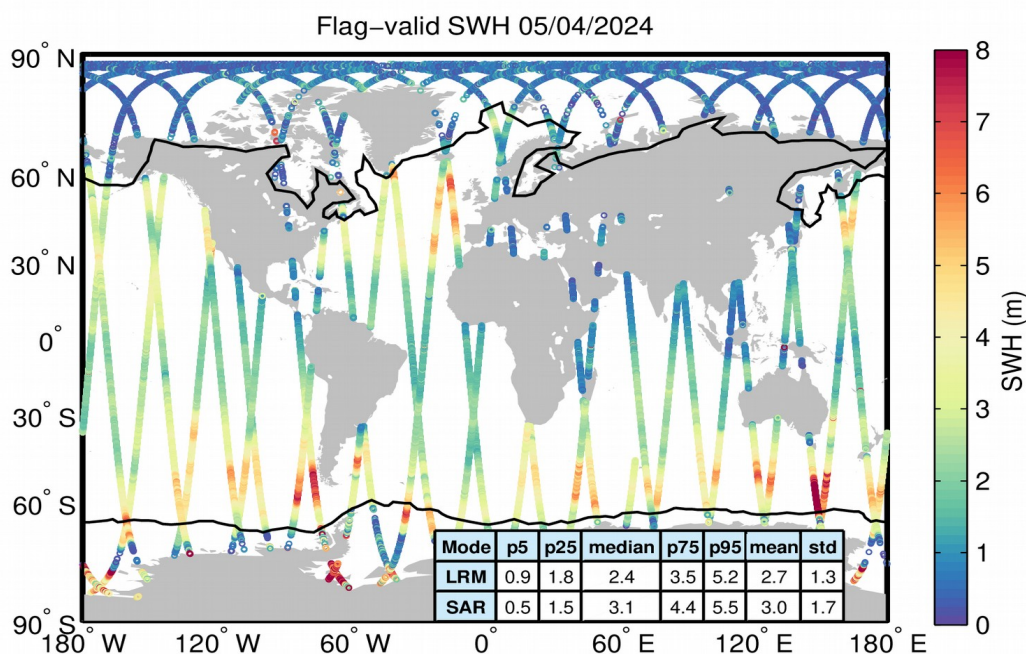 Flag−valid SWH 05/04/2024
90° N
60° N
30° N
0°
30° S
60° S
90° S
180° W
120° W
60° W
0°
60° E
120° E
180° E
8
7
6
5
4
3
2
1
0
SWH (m)
Mode p5 p25 median p75 p95 mean std
LRM 0.9 1.8 2.4 3.5 5.2 2.7 1.3
SAR 0.5 1.5 3.1 4.4 5.5 3.0 1.7